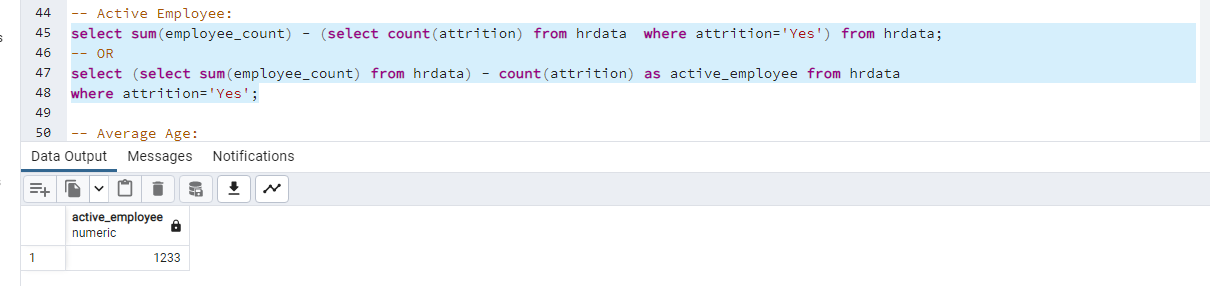 44 -- Active Employee:
45 select sum(employee_count) - (select count(attrition) from hrdata  where attrition='Yes') from hrdata;
46 -- OR
47 select (select sum(employee_count) from hrdata) - count(attrition) as active_employee from hrdata
48 where attrition='Yes';
49
50 -- Average Age:
Data Output Messages Notifications
active_employee
numeric
1 1233